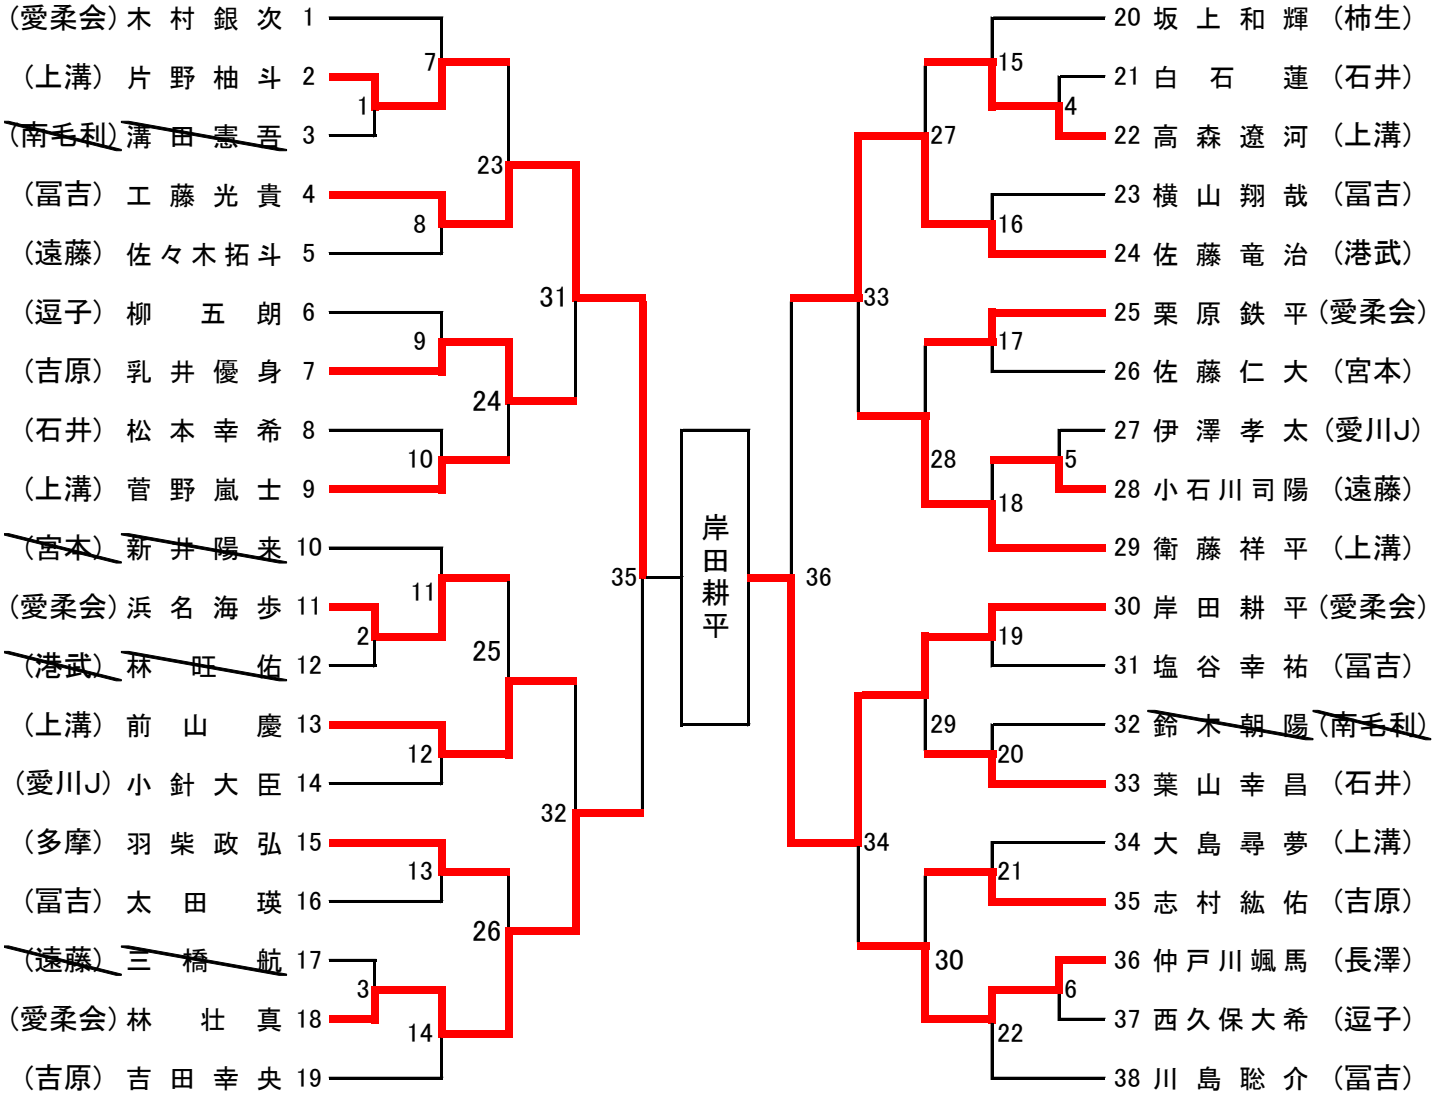 (愛柔会) 木村銀次 1
(上溝) 片野柚斗 2
(南毛利) 溝田憲吾 3
(冨吉) 工藤光貴 4
(遠藤) 佐々木拓斗 5
(逗子) 柳五朗 6
(吉原) 乳井優身 7
(石井) 松本幸希 8
(上溝) 菅野嵐士 9
(宮本) 新井陽来 10
(愛柔会) 浜名海歩 11
(港武) 林旺佑 12
(上溝) 前山慶 13
(愛川J) 小針大臣 14
(多摩) 羽柴政弘 15
(冨吉) 太田瑛 16
(遠藤) 三橋航 17
(愛柔会) 林壮真 18
(吉原) 吉田幸央 19
1
2
3
7
8
9
10
11
12
13
14
23
24
25
26
31
32
35
岸田耕平
36
33
34
27
28
29
30
15
16
17
18
19
20
21
22
4
5
6
20 坂上和輝 (柿生)
21 白石蓮 (石井)
22 高森遼河 (上溝)
23 横山翔哉 (冨吉)
24 佐藤竜治 (港武)
25 栗原鉄平 (愛柔会)
26 佐藤仁大 (宮本)
27 伊澤孝太 (愛川J)
28 小石川司陽 (遠藤)
29 衛藤祥平 (上溝)
30 岸田耕平 (愛柔会)
31 塩谷幸祐 (冨吉)
32 鈴木朝陽 (南毛利)
33 葉山幸昌 (石井)
34 大島尋夢 (上溝)
35 志村紘佑 (吉原)
36 仲戸川颯馬 (長澤)
37 西久保大希 (逗子)
38 川島聡介 (冨吉)